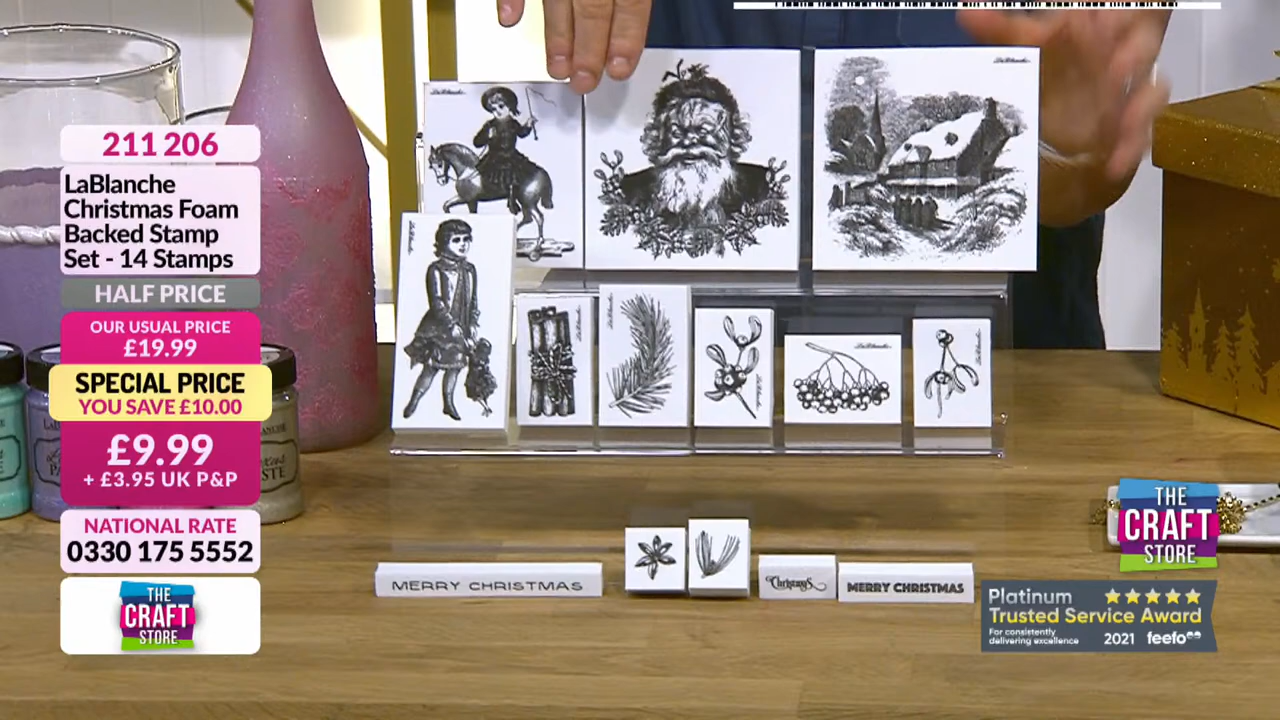 211 206
LaBlanche
Christmas Foam
Backed Stamp
Set - 14 Stamps
HALF PRICE
OUR USUAL PRICE
£19.99
SPECIAL PRICE
YOU SAVE £10.00
£9.99
+ £3.95 UK P&P
NATIONAL RATE
0330 175 5552
THE
CRAFT
STORE
LaBlanche
LaBlanche
MERRY CHRISTMAS
Christmas
MERRY CHRISTMAS
THE
CRAFT
STORE
Platinum
Trusted Service Award
For consistently
delivering excellence
2021 feefo